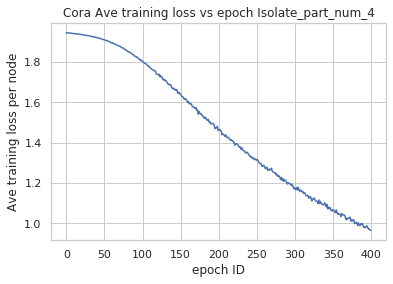 Cora Ave training loss vs epoch Isolate_part_num_4
Ave training loss per node
1.8
1.6
1.4
1.2
1.0
0 50 100 150 200 250 300 350 400
epoch ID